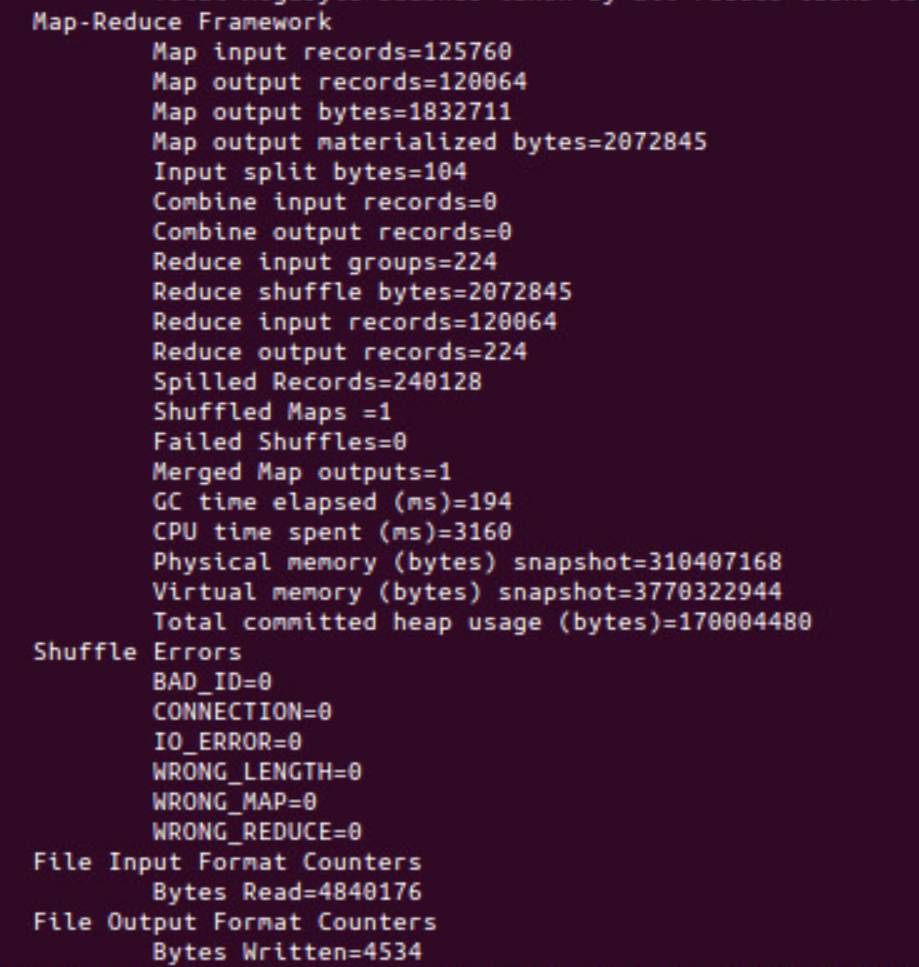 Map-Reduce Framework
Map input records=125760
Map output records=120064
Map output bytes=1832711
Map output materialized bytes=2072845
Input split bytes=104
Combine input records=0
Combine output records=0
Reduce input groups=224
Reduce shuffle bytes=2072845
Reduce input records=120064
Reduce output records=224
Spilled Records=240128
Shuffled Maps =1
Failed Shuffles=0
Merged Map outputs=1
GC time elapsed (ms)=194
CPU time spent (ms)=3160
Physical memory (bytes) snapshot=310407168
Virtual memory (bytes) snapshot=3770322944
Total committed heap usage (bytes)=170004480
Shuffle Errors
BAD_ID=0
CONNECTION=0
IO_ERROR=0
WRONG_LENGTH=0
WRONG_MAP=0
WRONG_REDUCE=0
File Input Format Counters
Bytes Read=4840176
File Output Format Counters
Bytes Written=4534